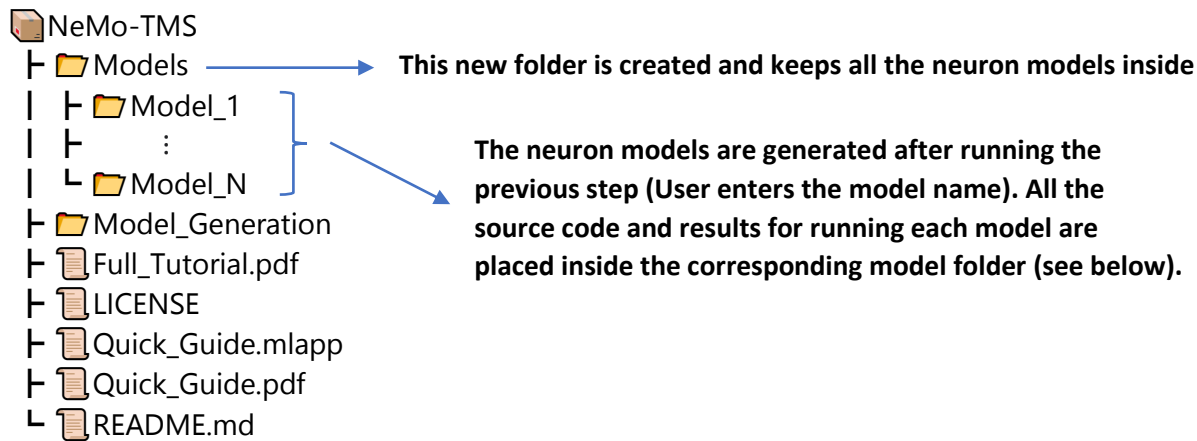 NeMo-TMS
Models
This new folder is created and keeps all the neuron models inside
Model_1
⋮
Model_N
The neuron models are generated after running the
previous step (User enters the model name). All the
source code and results for running each model are
placed inside the corresponding model folder (see below).
Model_Generation
Full_Tutorial.pdf
LICENSE
Quick_Guide.mlapp
Quick_Guide.pdf
README.md